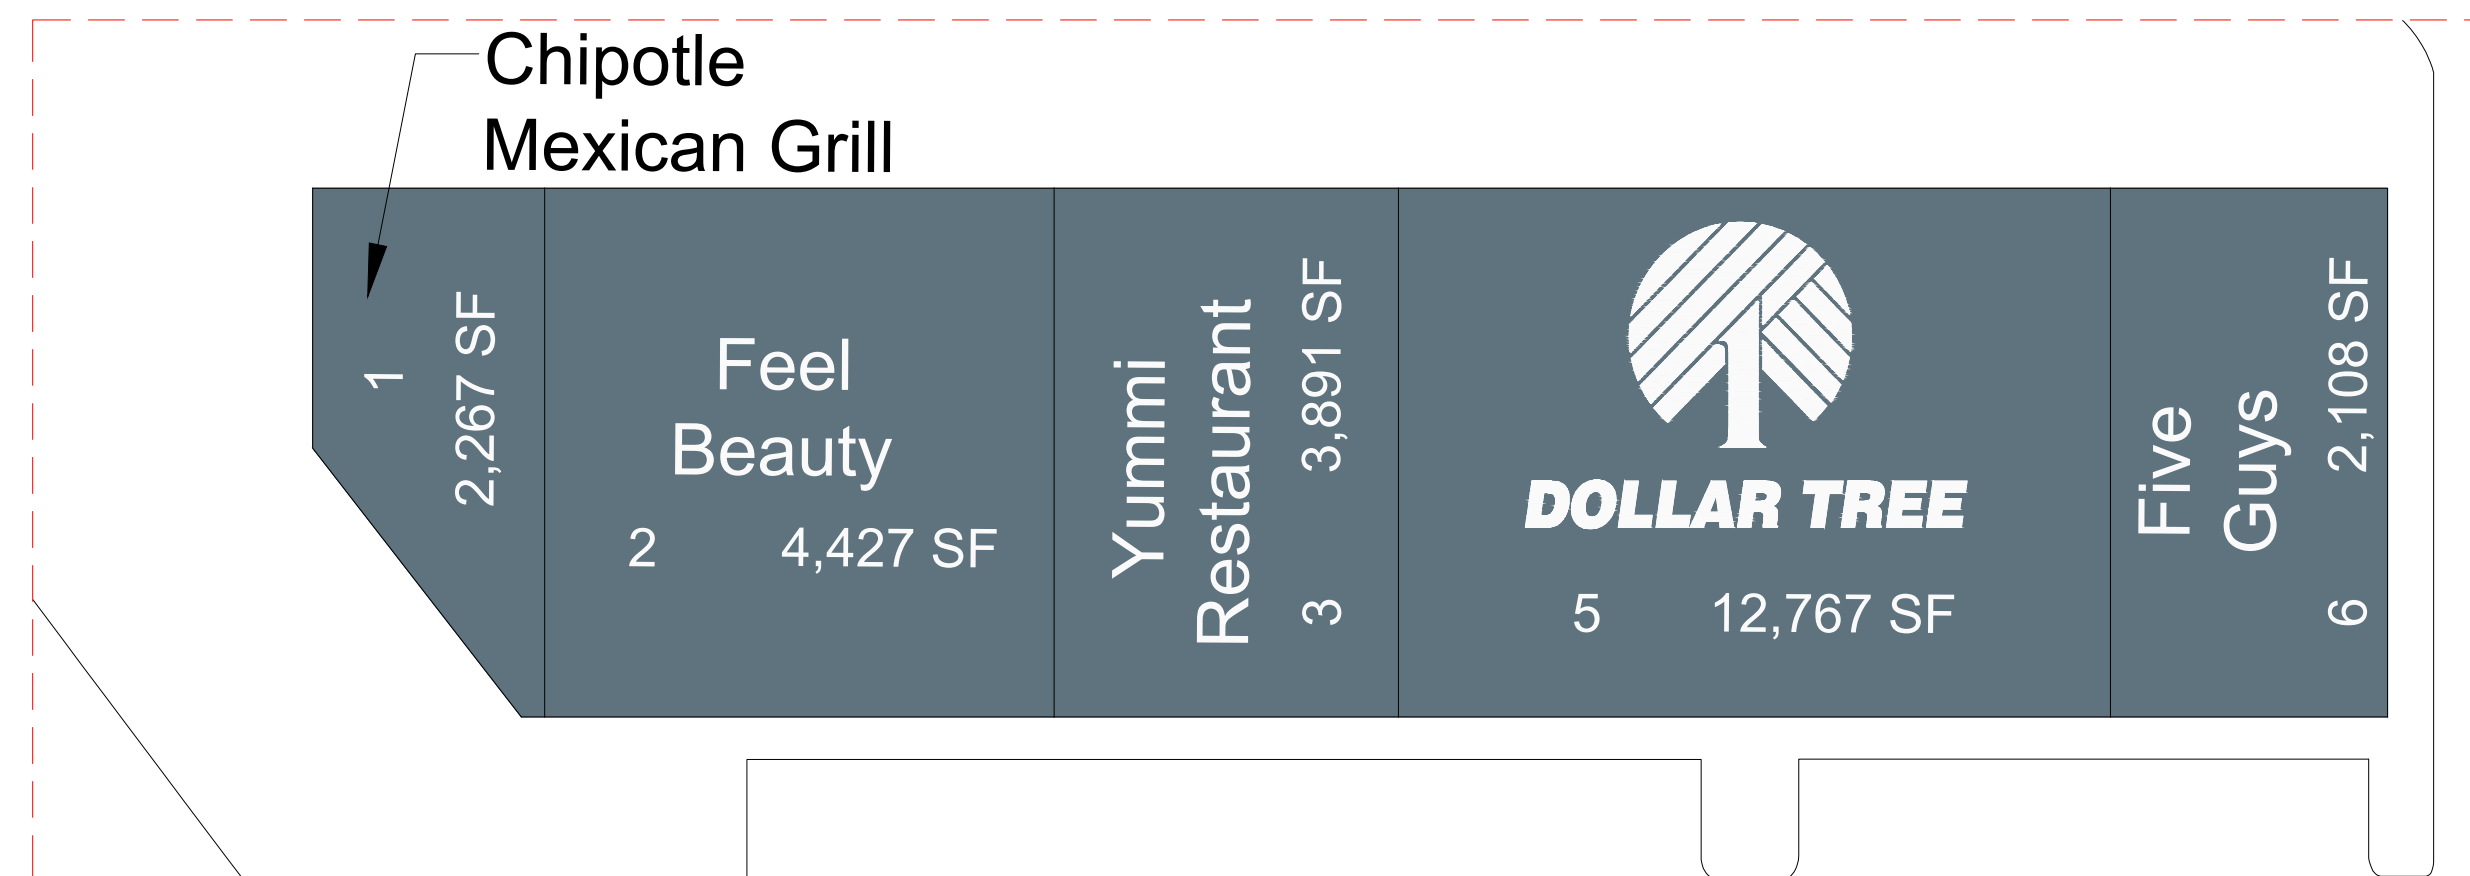 Chipotle
Mexican Grill
1
2,267 SF
Feel
Beauty
2 4,427 SF
Yummi
Restaurant
3 3,891 SF
DOLLAR TREE
5 12,767 SF
Five
Guys
6 2,108 SF